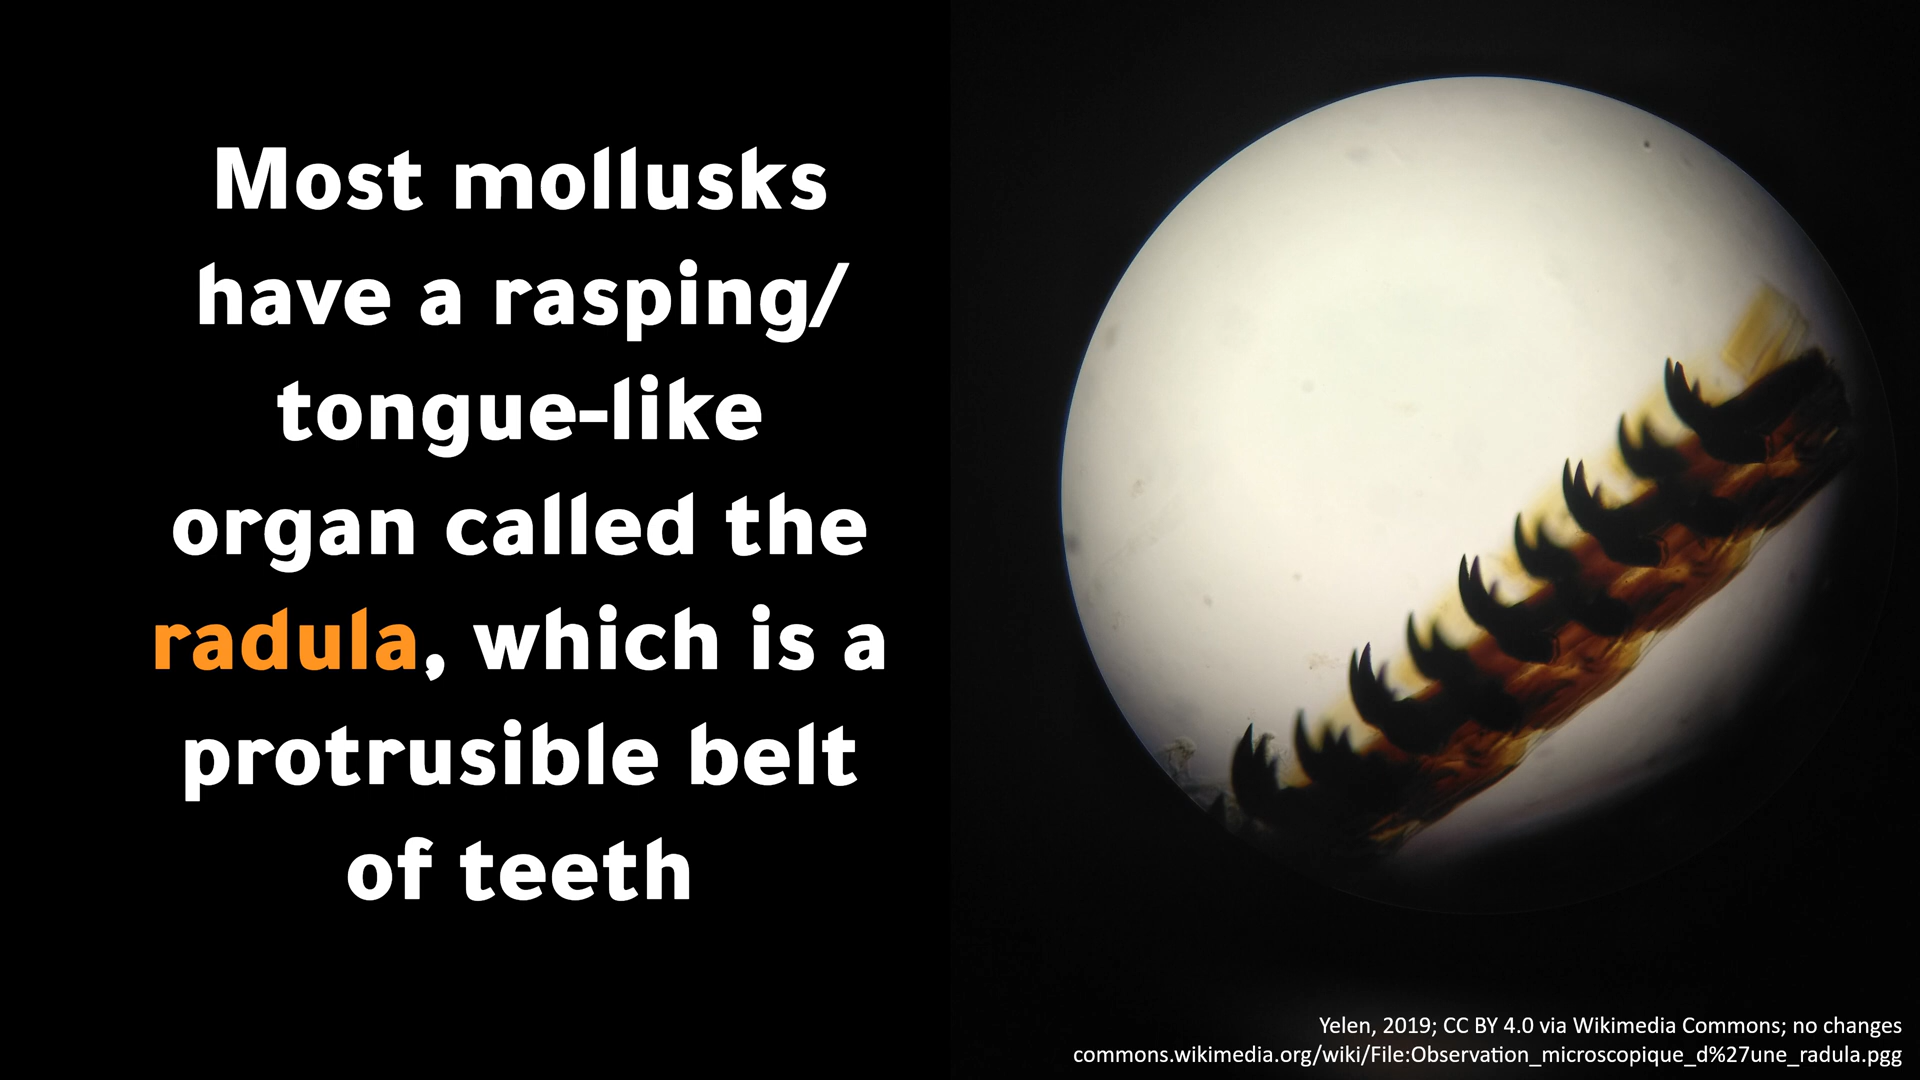 Most mollusks
have a rasping/
tongue-like
organ called the
radula, which is a
protrusible belt
of teeth
Yelen, 2019; CC BY 4.0 via Wikimedia Commons; no changes
commons.wikimedia.org/wiki/File:Observation_microscopique_d%27une_radula.pgg